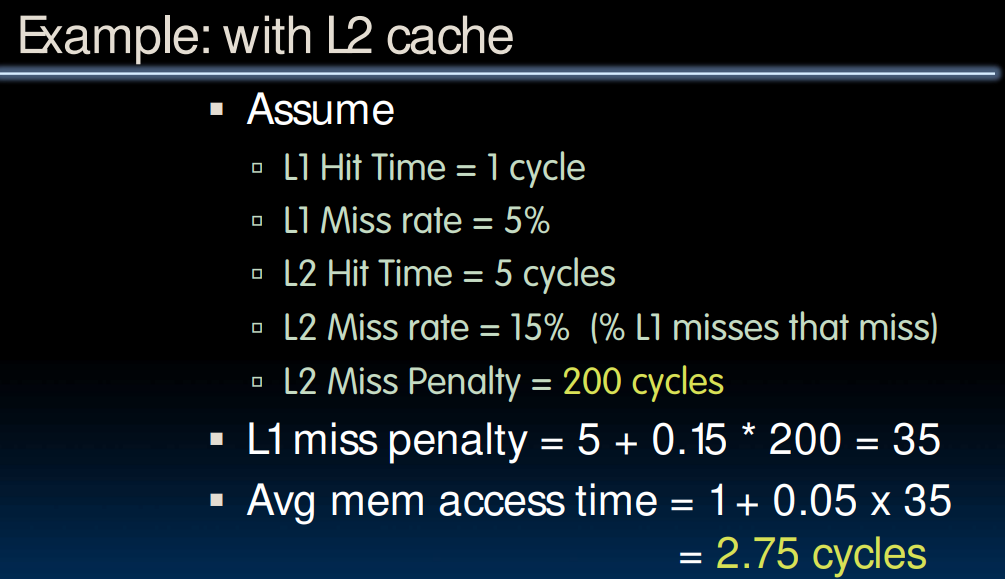 Example: with L2 cache
Assume
L1 Hit Time = 1 cycle
L1 Miss rate = 5%
L2 Hit Time = 5 cycles
L2 Miss rate = 15% (% L1 misses that miss)
L2 Miss Penalty = 200 cycles
L1 miss penalty = 5 + 0.15 * 200 = 35
Avg mem access time = 1 + 0.05 x 35
= 2.75 cycles